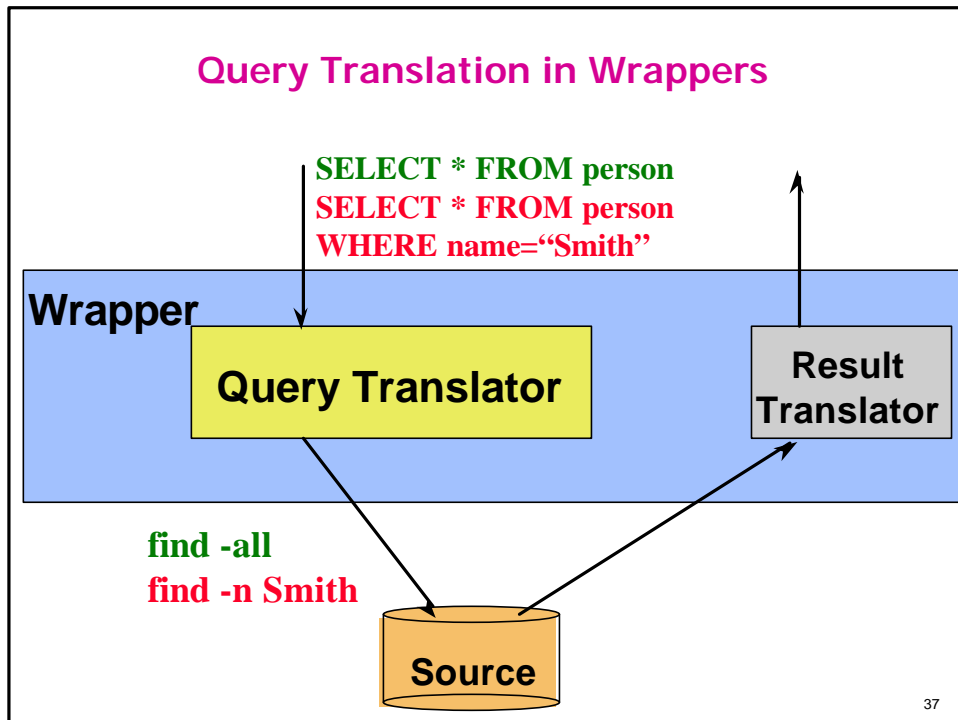 Query Translation in Wrappers
SELECT * FROM person
SELECT * FROM person
WHERE name=“Smith”
Wrapper
Query Translator
Result
Translator
find -all
find -n Smith
Source
37